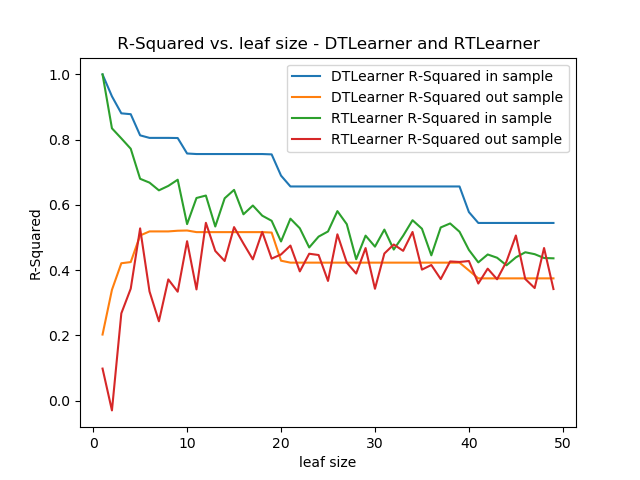 R-Squared vs. leaf size - DTLearner and RTLearner
DTLearner R-Squared in sample
DTLearner R-Squared out sample
RTLearner R-Squared in sample
RTLearner R-Squared out sample
R-Squared
1.0
0.8
0.6
0.4
0.2
0.0
0 10 20 30 40 50
leaf size